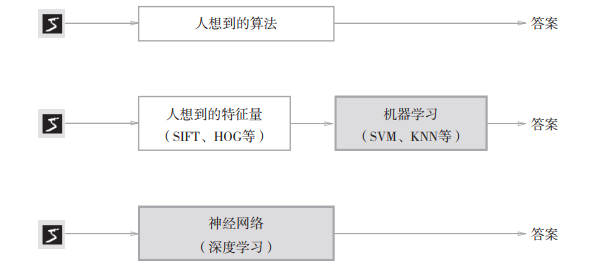 5
人想到的算法
答案
5
人想到的特征量
（SIFT、HOG等）
机器学习
（SVM、KNN等）
答案
5
神经网络
（深度学习）
答案